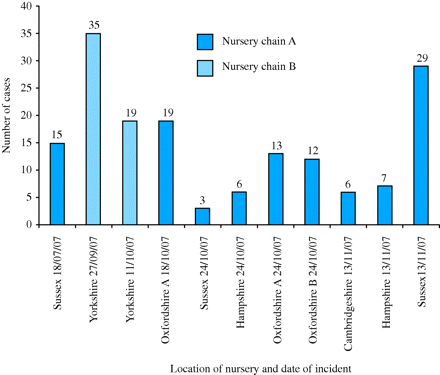 40
35
30
25
20
15
10
5
0
Number of cases
Nursery chain A
Nursery chain B
15
35
19
19
3
6
13
12
6
7
29
Sussex 18/07/07
Yorkshire 27/09/07
Yorkshire 11/10/07
Oxfordshire A 18/10/07
Sussex 24/10/07
Hampshire 24/10/07
Oxfordshire A 24/10/07
Oxfordshire B 24/10/07
Cambridgeshire 13/11/07
Hampshire 13/11/07
Sussex13/11/07
Location of nursery and date of incident